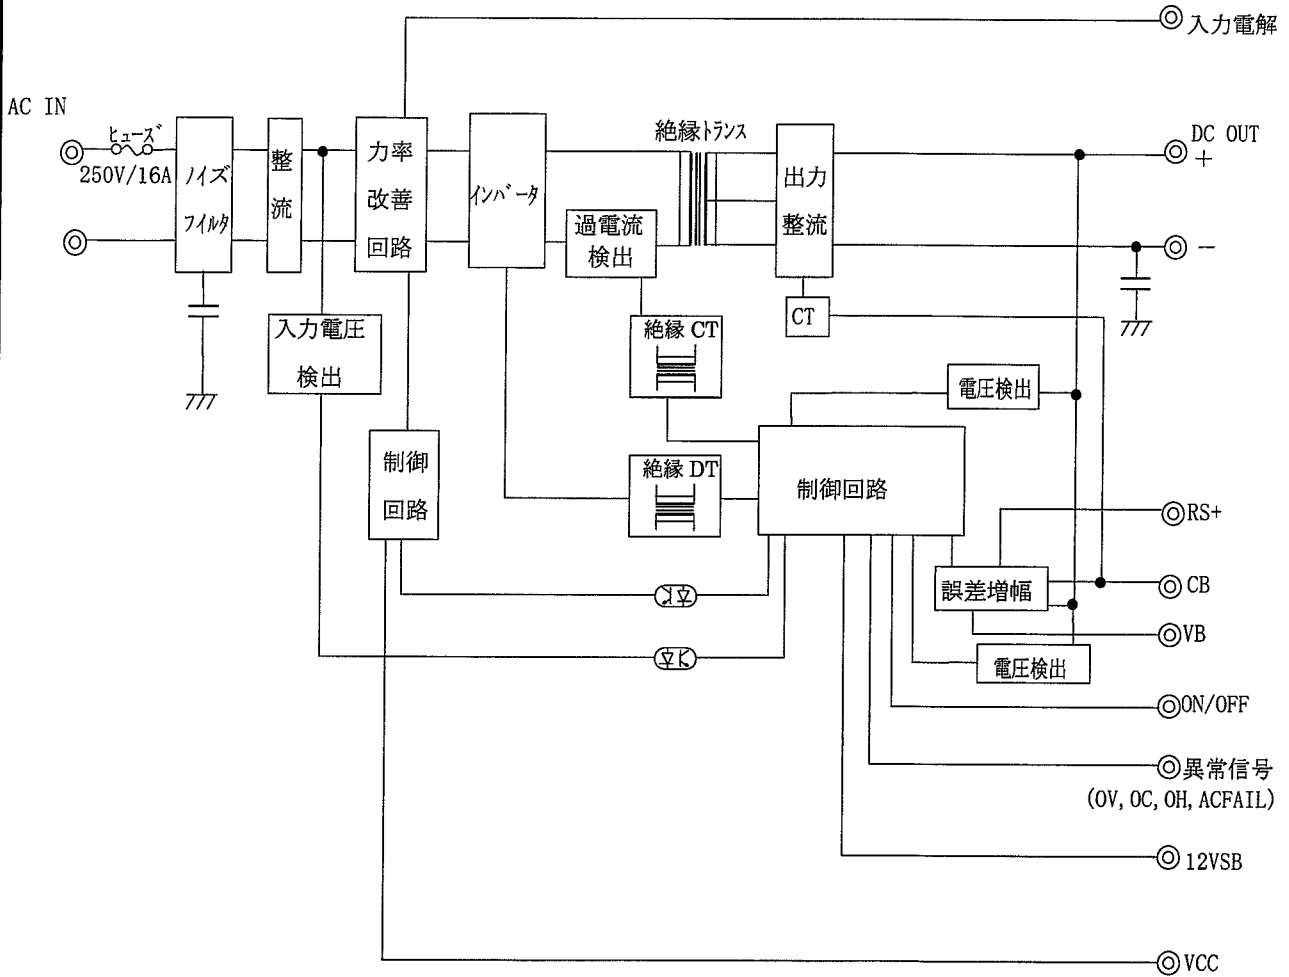 入力電解
AC IN
ヒューズ
250V/16A
ノイズ
フィルタ
整
流
力率
改善
回路
インバータ
過電流
検出
絶縁トランス
出力
整流
DC OUT
+
−
CT
入力電圧
検出
絶縁 CT
電圧検出
制御
回路
絶縁 DT
制御回路
RS+
誤差増幅
CB
VB
電圧検出
ON/OFF
異常信号
(OV, OC, OH, ACFAIL)
12VSB
VCC